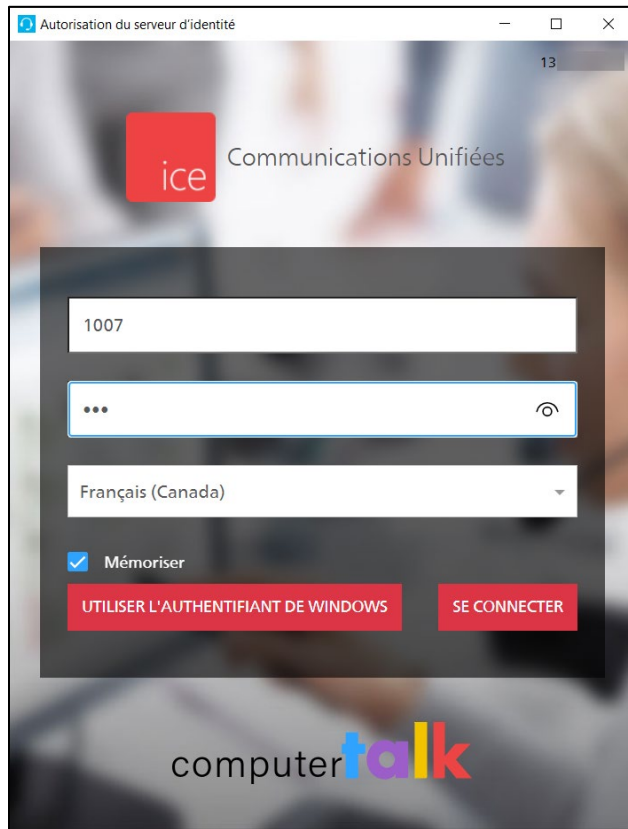 Autorisation du serveur d'identité
13
ice
Communications Unifiées
1007
•••
Français (Canada)
Mémoriser
UTILISER L'AUTHENTIFIANT DE WINDOWS
SE CONNECTER
computertalk